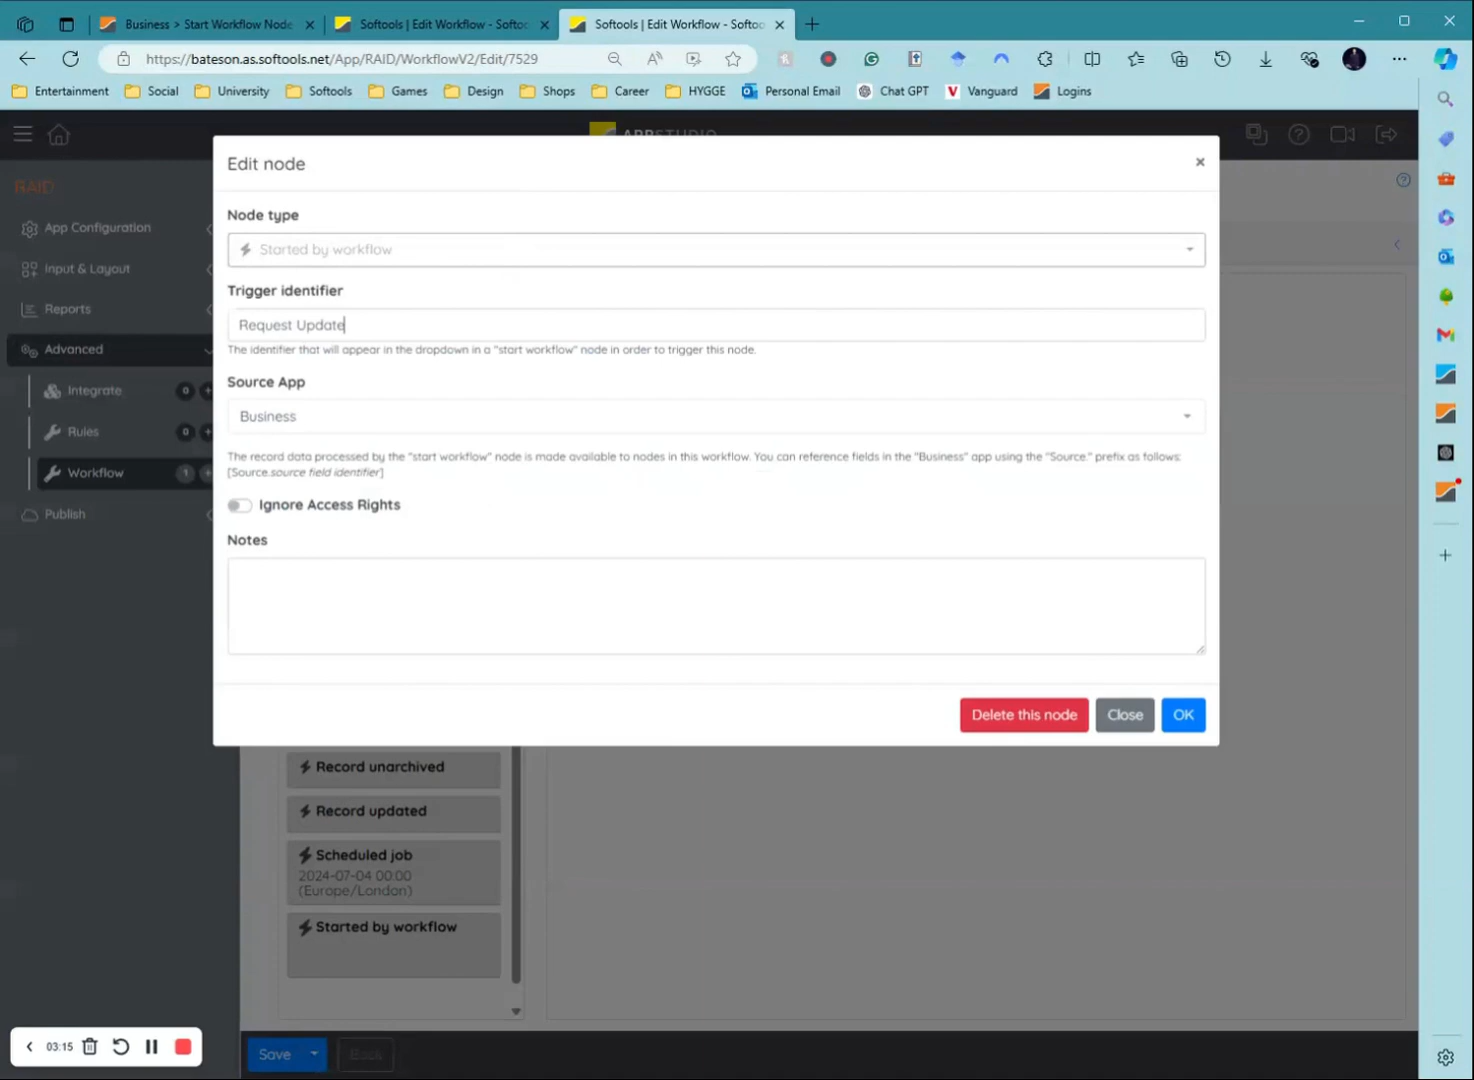 Business > Start Workflow Node
Softools | Edit Workflow - Softoo
Softools | Edit Workflow - Softoo
https://bateson.as.softools.net/App/RAID/WorkflowV2/Edit/7529
Entertainment
Social
University
Softools
Games
Design
Shops
Career
HYGGE
Personal Email
Chat GPT
Vanguard
Logins
APPSTUDIO
Edit node
RAID
App Configuration
Input & Layout
Reports
Advanced
Integrate 0
Rules 0
Workflow 1
Publish
Node type
Started by workflow
Trigger identifier
Request Update
The identifier that will appear in the dropdown in a "start workflow" node in order to trigger this node.
Source App
Business
The record data processed by the "start workflow" node is made available to nodes in this workflow. You can reference fields in the "Business" app using the "Source." prefix as follows:
[Source.source field identifier]
Ignore Access Rights
Notes
Delete this node
Close
OK
Record unarchived
Record updated
Scheduled job
2024-07-04 00:00
(Europe/London)
Started by workflow
03:15
Save
Back